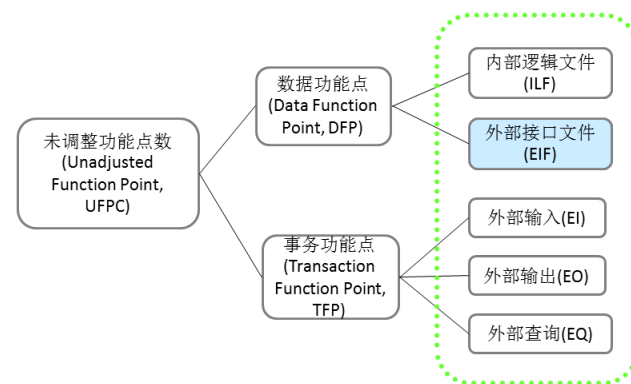 未调整功能点数
(Unadjusted
Function Point,
UFPC)
数据功能点
(Data Function
Point, DFP)
事务功能点
(Transaction
Function Point,
TFP)
内部逻辑文件
(ILF)
外部接口文件
(EIF)
外部输入(EI)
外部输出(EO)
外部查询(EQ)